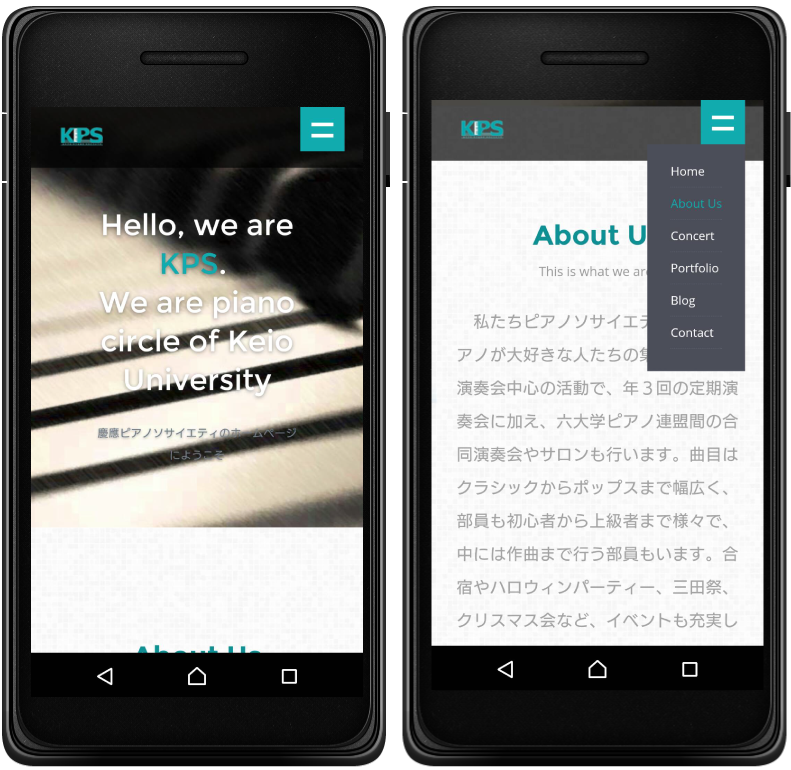 KPS
Hello, we are
KPS.
We are piano
circle of Keio
University
慶應ピアノソサイエティのホームページ
にようこそ
About Us
KPS
Home
About Us
Concert
Portfolio
Blog
Contact
About U
This is what we are
私たちピアノソサイエテ
アノが大好きな人たちの集
演奏会中心の活動で、年３回の定期演
奏会に加え、六大学ピアノ連盟間の合
同演奏会やサロンも行います。曲目は
クラシックからポップスまで幅広く、
部員も初心者から上級者まで様々で、
中には作曲まで行う部員もいます。合
宿やハロウィンパーティー、三田祭、
クリスマス会など、イベントも充実し